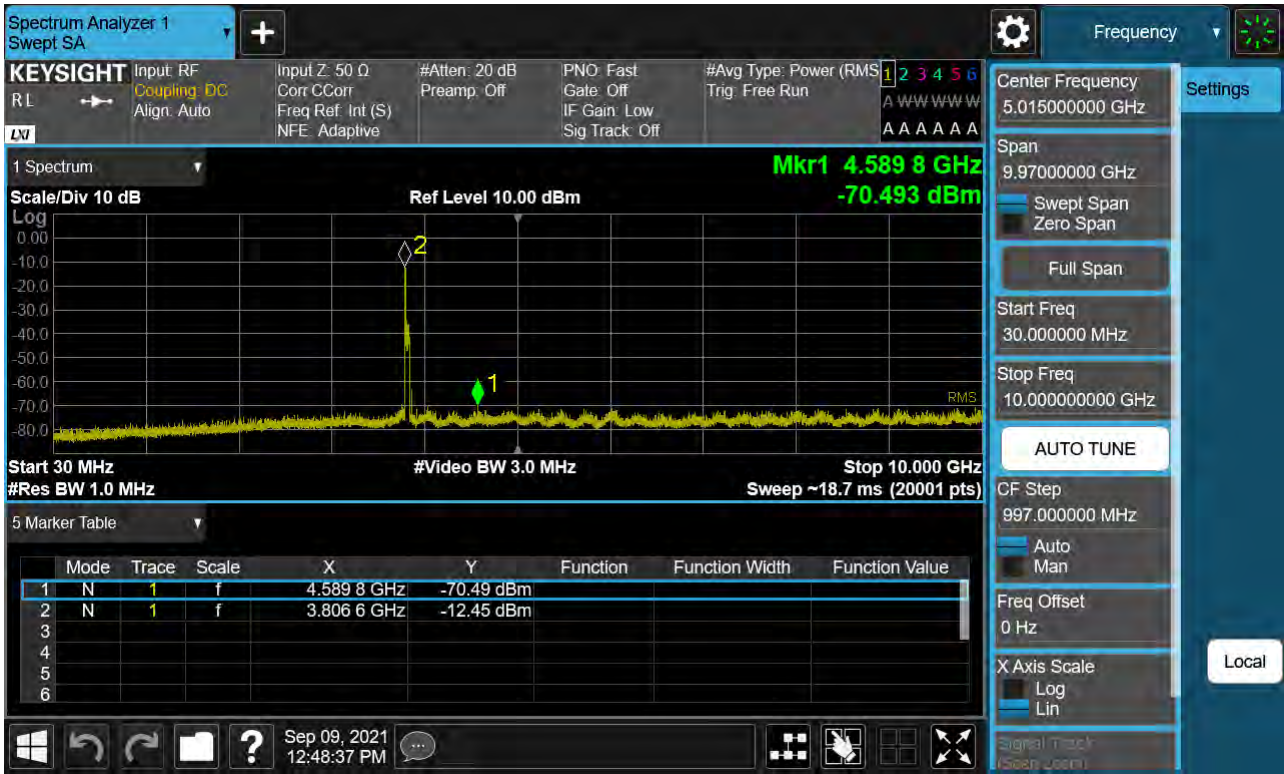 Spectrum Analyzer 1
Swept SA
+
Frequency
KEYSIGHT
RL
LXI
Input: RF
Coupling: DC
Align: Auto
Input Z: 50 Ω
Corr CCorr
Freq Ref: Int (S)
NFE: Adaptive
#Atten: 20 dB
Preamp: Off
PNO: Fast
Gate: Off
IF Gain: Low
Sig Track: Off
#Avg Type: Power (RMS
Trig: Free Run
1 2 3 4 5 6
A W W W W W
A A A A A A
1 Spectrum
Mkr1 4.589 8 GHz
-70.493 dBm
Scale/Div 10 dB
Ref Level 10.00 dBm
Log
0.00
-10.0
-20.0
-30.0
-40.0
-50.0
-60.0
-70.0
-80.0
2
1
RMS
Start 30 MHz
#Video BW 3.0 MHz
Stop 10.000 GHz
#Res BW 1.0 MHz
Sweep ~18.7 ms (20001 pts)
5 Marker Table
Mode Trace Scale X Y Function Function Width Function Value
1 N 1 f 4.589 8 GHz -70.49 dBm
2 N 1 f 3.806 6 GHz -12.45 dBm
3
4
5
6
Center Frequency
5.015000000 GHz
Span
9.97000000 GHz
Swept Span
Zero Span
Full Span
Start Freq
30.000000 MHz
Stop Freq
10.000000000 GHz
AUTO TUNE
CF Step
997.000000 MHz
Auto
Man
Freq Offset
0 Hz
X Axis Scale
Log
Lin
Signal Track
(Span Zoom)
Settings
Local
?
Sep 09, 2021
12:48:37 PM